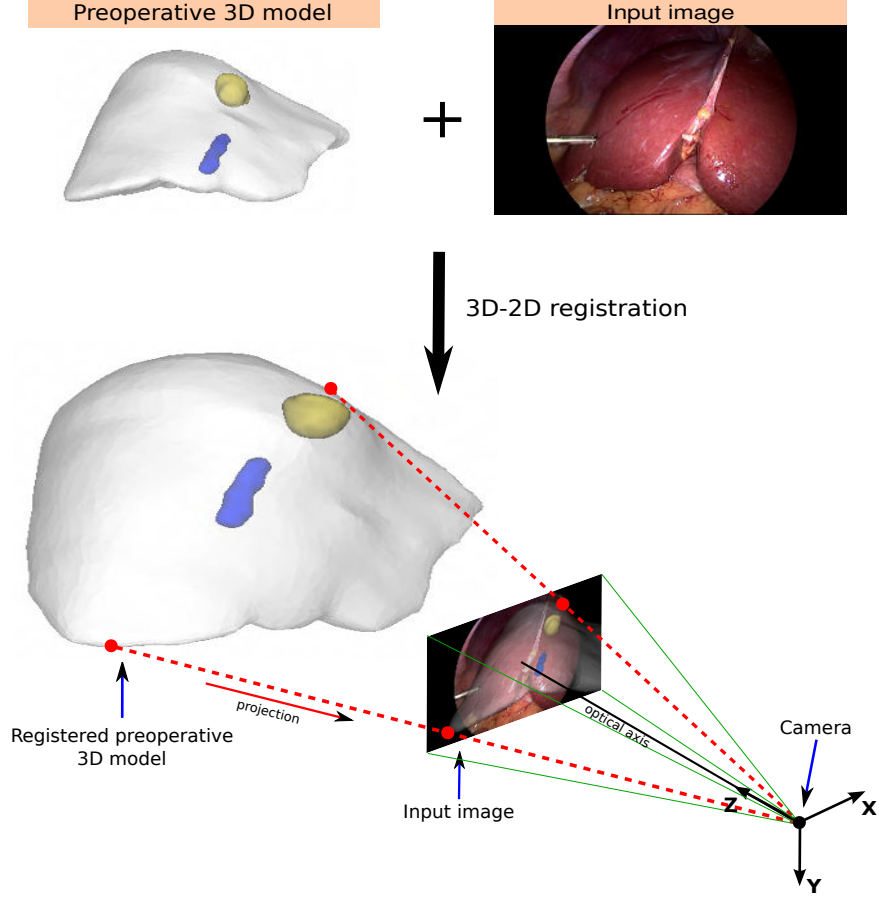 Preoperative 3D model
Input image
3D-2D registration
projection
optical axis
Registered preoperative
3D model
Input image
Camera
Z
X
Y